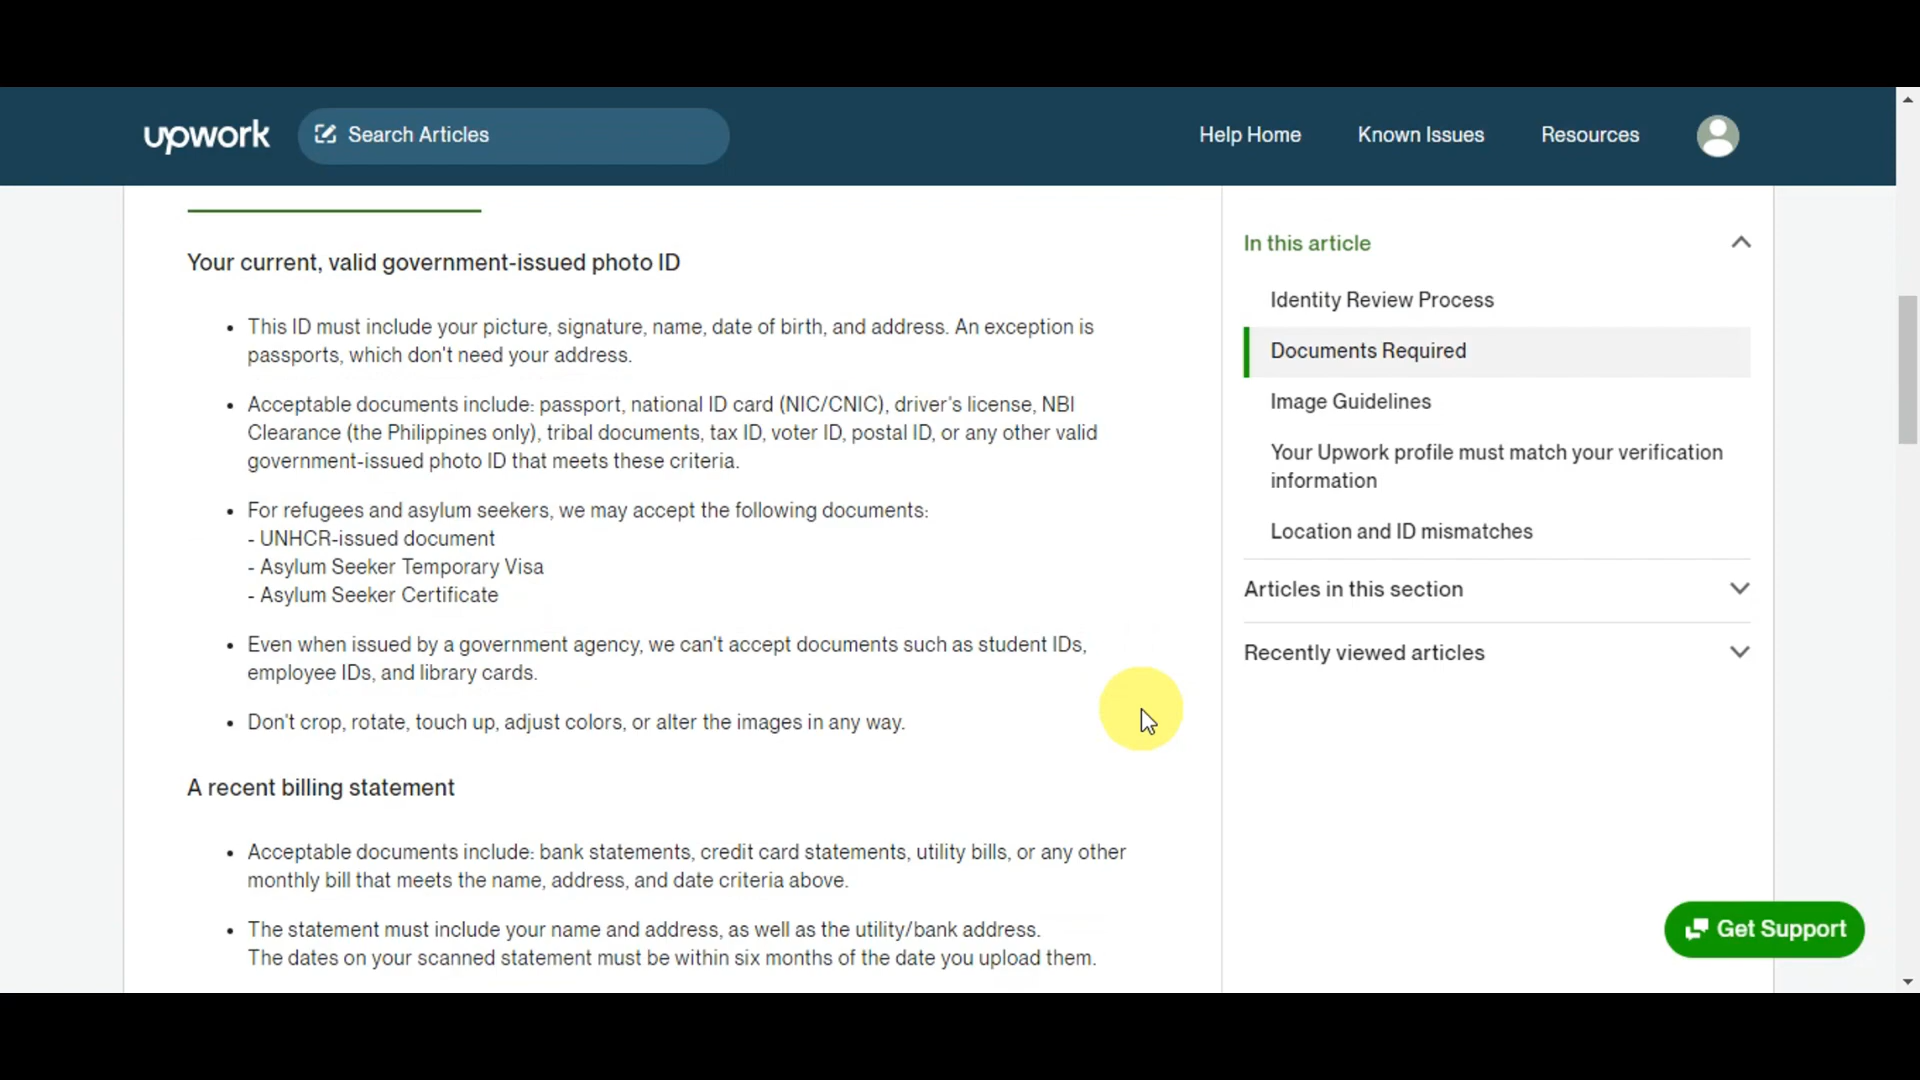 upwork
Search Articles
Help Home
Known Issues
Resources
Your current, valid government-issued photo ID
• This ID must include your picture, signature, name, date of birth, and address. An exception is
passports, which don't need your address.
• Acceptable documents include: passport, national ID card (NIC/CNIC), driver's license, NBI
Clearance (the Philippines only), tribal documents, tax ID, voter ID, postal ID, or any other valid
government-issued photo ID that meets these criteria.
• For refugees and asylum seekers, we may accept the following documents:
- UNHCR-issued document
- Asylum Seeker Temporary Visa
- Asylum Seeker Certificate
• Even when issued by a government agency, we can't accept documents such as student IDs,
employee IDs, and library cards.
• Don't crop, rotate, touch up, adjust colors, or alter the images in any way.
A recent billing statement
• Acceptable documents include: bank statements, credit card statements, utility bills, or any other
monthly bill that meets the name, address, and date criteria above.
• The statement must include your name and address, as well as the utility/bank address.
The dates on your scanned statement must be within six months of the date you upload them.
In this article
Identity Review Process
Documents Required
Image Guidelines
Your Upwork profile must match your verification
information
Location and ID mismatches
Articles in this section
Recently viewed articles
Get Support